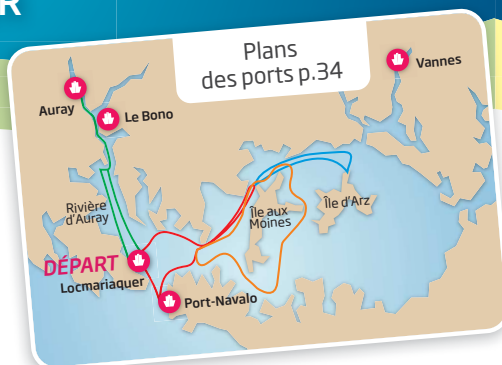 R
Plans
des ports p.34
Vannes
Auray
Le Bono
Rivière
d'Auray
Île aux
Moines
Île d'Arz
DÉPART
Locmariaquer
Port-Navalo